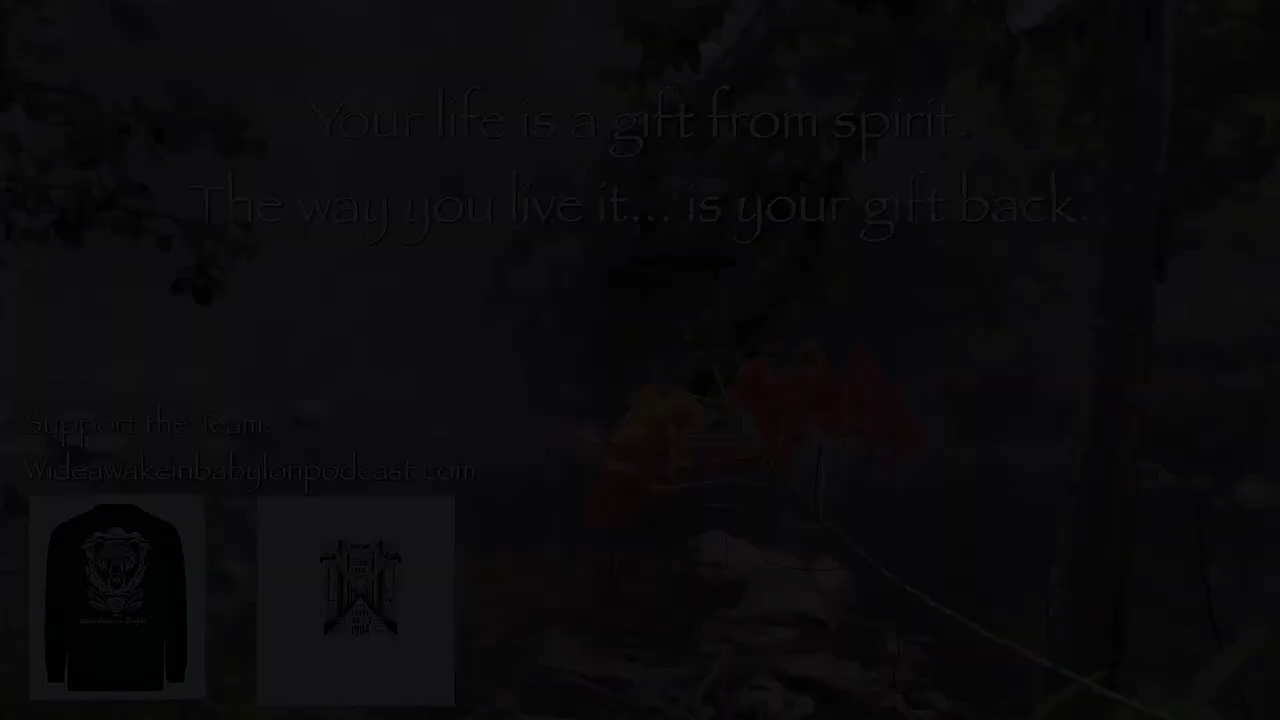 Your life is a gift from spirit.
The way you live it... is your gift back.
Support the Team:
Wideawakeinbabylonpodcast.com
1984